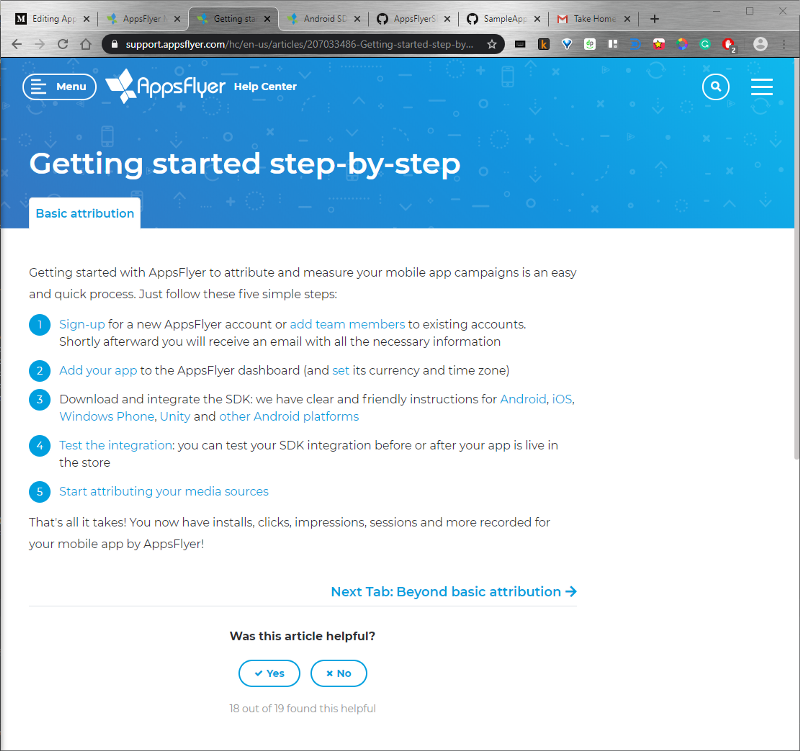 Editing App
AppsFlyer
Getting sta
Android SD
AppsFlyerS
SampleApp
Take Home
support.appsflyer.com/hc/en-us/articles/207033486-Getting-started-step-by-...
Menu
AppsFlyer Help Center
Getting started step-by-step
Basic attribution
Getting started with AppsFlyer to attribute and measure your mobile app campaigns is an easy
and quick process. Just follow these five simple steps:
1 Sign-up for a new AppsFlyer account or add team members to existing accounts.
Shortly afterward you will receive an email with all the necessary information
2 Add your app to the AppsFlyer dashboard (and set its currency and time zone)
3 Download and integrate the SDK: we have clear and friendly instructions for Android, iOS,
Windows Phone, Unity and other Android platforms
4 Test the integration: you can test your SDK integration before or after your app is live in
the store
5 Start attributing your media sources
That's all it takes! You now have installs, clicks, impressions, sessions and more recorded for
your mobile app by AppsFlyer!
Next Tab: Beyond basic attribution →
Was this article helpful?
Yes
No
18 out of 19 found this helpful